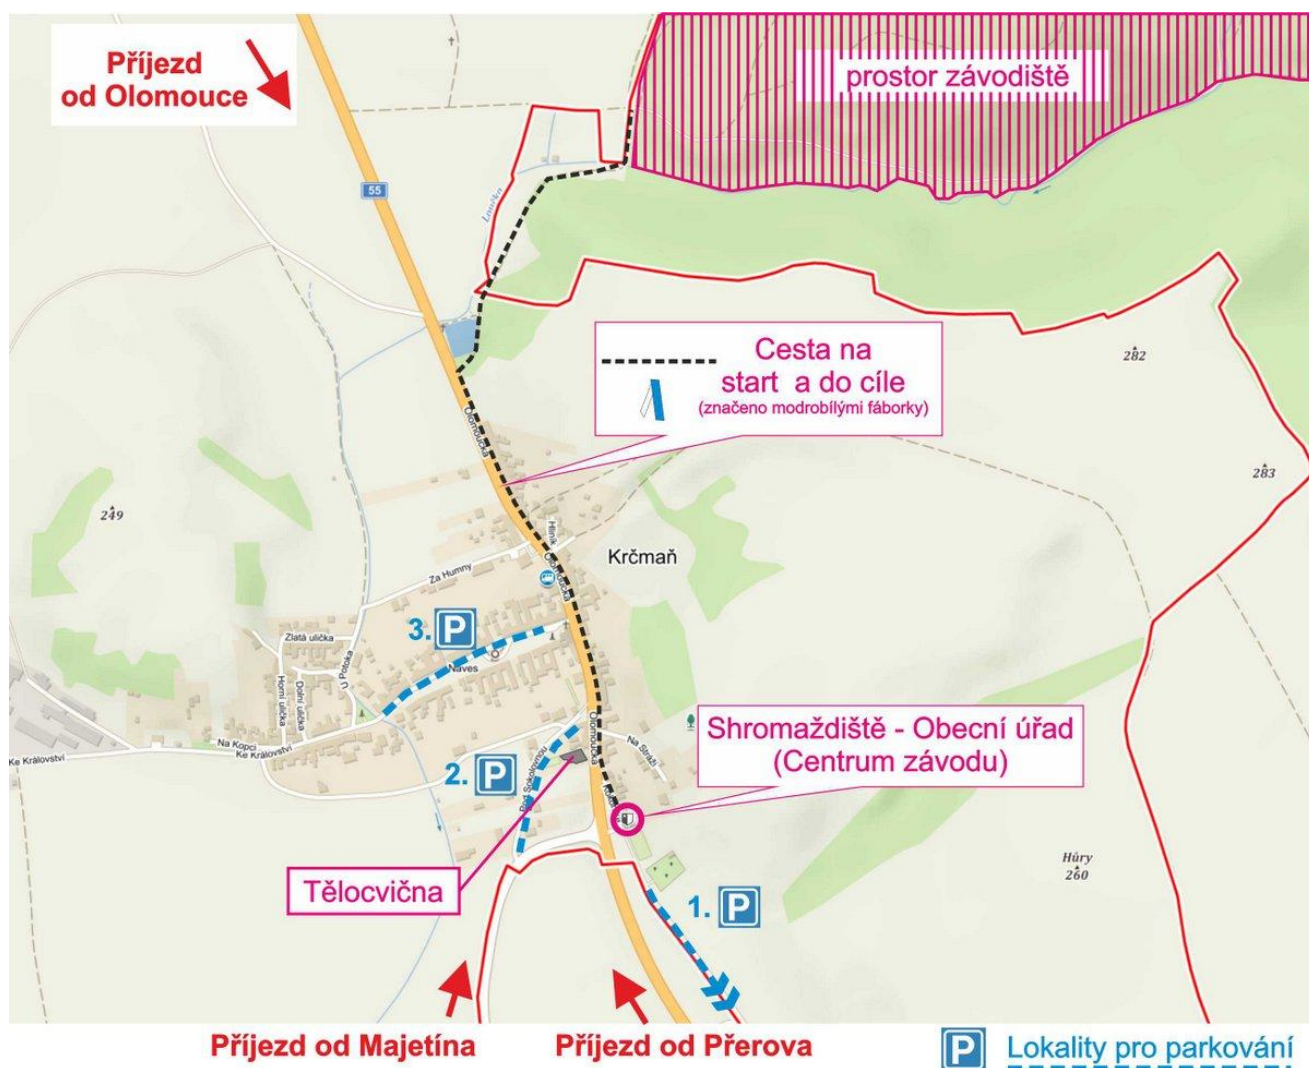 Příjezd
od Olomouce
prostor závodiště
55
Loučka
Cesta na
start a do cíle
(značeno modrobílými fáborky)
282
Olomoucká
283
249
Hliník
Krčmaň
Olomoucká
Za Humny
3. P
Zlatá ulička
Náves
U Potoka
Horní ulička
Dolní ulička
Olomoucká
Shromaždiště - Obecní úřad
(Centrum závodu)
Na Stráži
Na Kopci
Ke Království
Ke Království
2. P
Pod Sokolovnou
Hůry
260
Tělocvična
1. P
Příjezd od Majetína
Příjezd od Přerova
P Lokality pro parkování